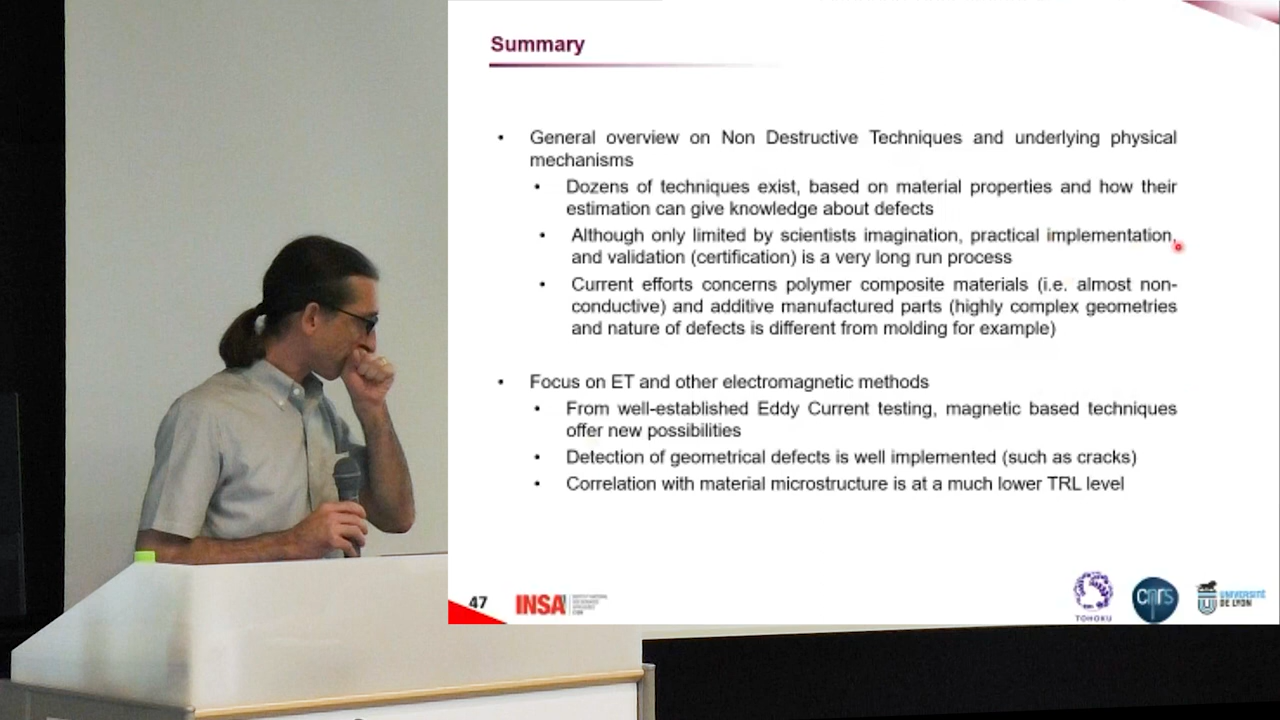 Summary
• General overview on Non Destructive Techniques and underlying physical
mechanisms
• Dozens of techniques exist, based on material properties and how their
estimation can give knowledge about defects
• Although only limited by scientists imagination, practical implementation,
and validation (certification) is a very long run process
• Current efforts concerns polymer composite materials (i.e. almost non-
conductive) and additive manufactured parts (highly complex geometries
and nature of defects is different from molding for example)
• Focus on ET and other electromagnetic methods
• From well-established Eddy Current testing, magnetic based techniques
offer new possibilities
• Detection of geometrical defects is well implemented (such as cracks)
• Correlation with material microstructure is at a much lower TRL level
47
INSA
TOHOKU
cnrs
UNIVERSITÉ
DE LYON